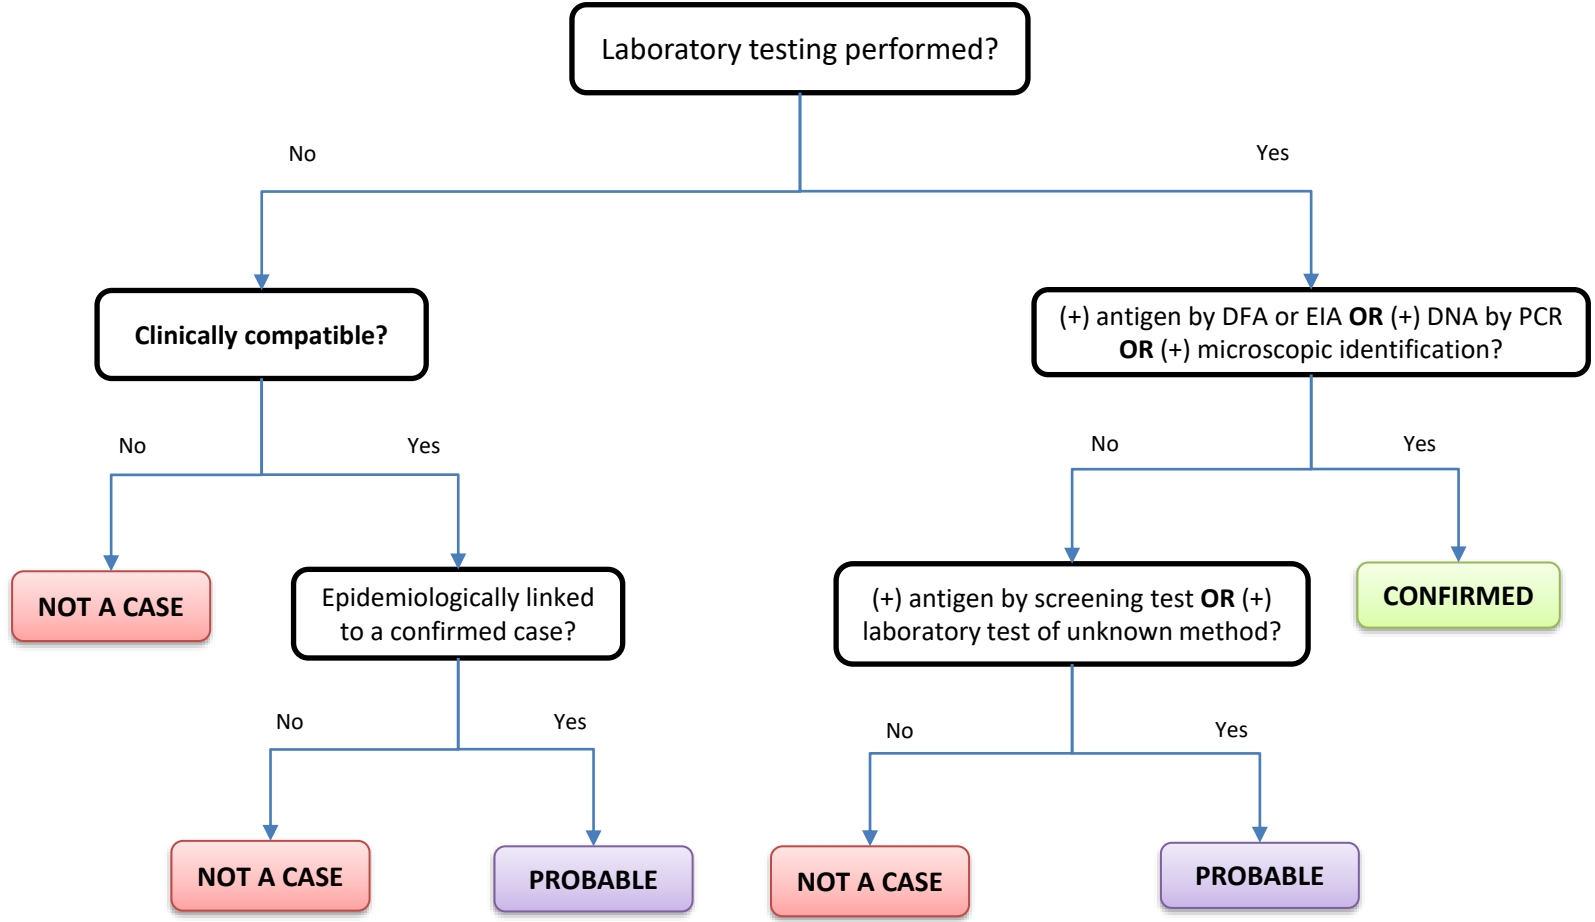 Laboratory testing performed?
No
Yes
Clinically compatible?
(+) antigen by DFA or EIA OR (+) DNA by PCR
OR (+) microscopic identification?
No
Yes
No
Yes
NOT A CASE
Epidemiologically linked
to a confirmed case?
(+) antigen by screening test OR (+)
laboratory test of unknown method?
CONFIRMED
No
Yes
No
Yes
NOT A CASE
PROBABLE
NOT A CASE
PROBABLE